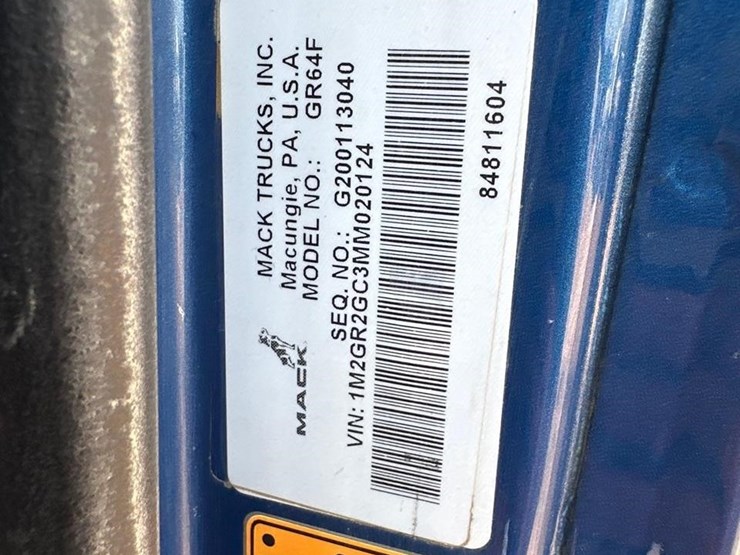 MACK TRUCKS, INC.
Macungie, PA, U.S.A.
MODEL NO.: GR64F
MACK
SEQ. NO.: G200113040
VIN: 1M2GR2GC3MM020124
84811604